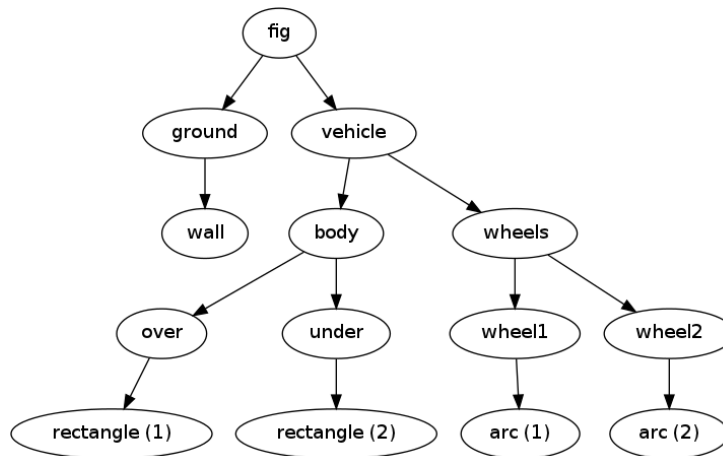 fig
ground
vehicle
wall
body
wheels
over
under
wheel1
wheel2
rectangle (1)
rectangle (2)
arc (1)
arc (2)